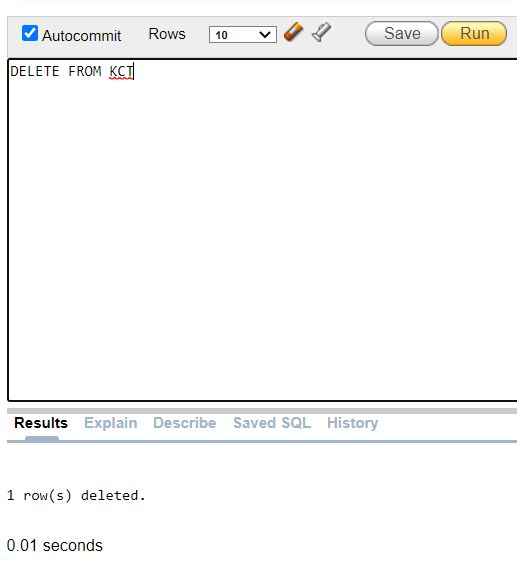 Autocommit Rows 10 Save Run
DELETE FROM KCT
Results Explain Describe Saved SQL History
1 row(s) deleted.
0.01 seconds